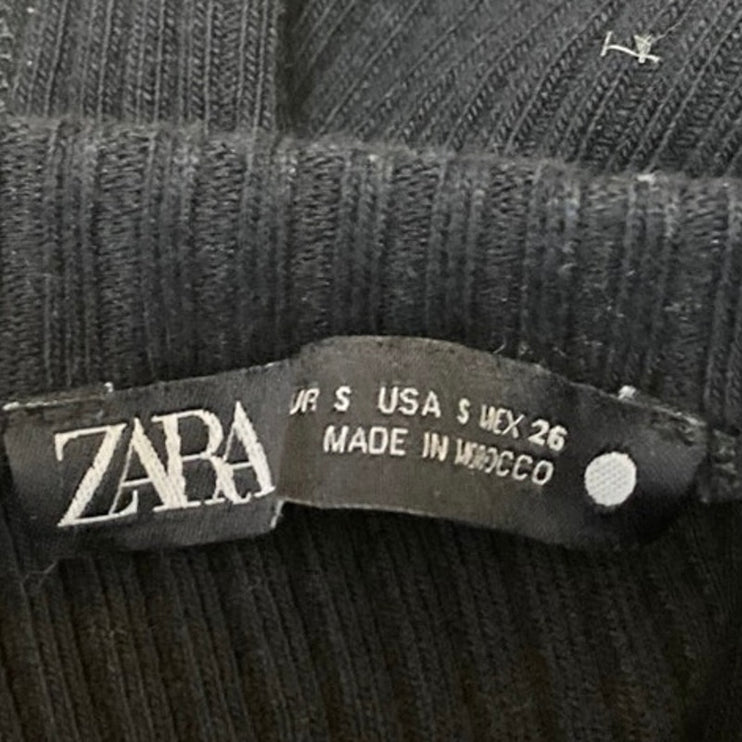 ZARA
UR S USA S MEX 26
MADE IN MOROCCO